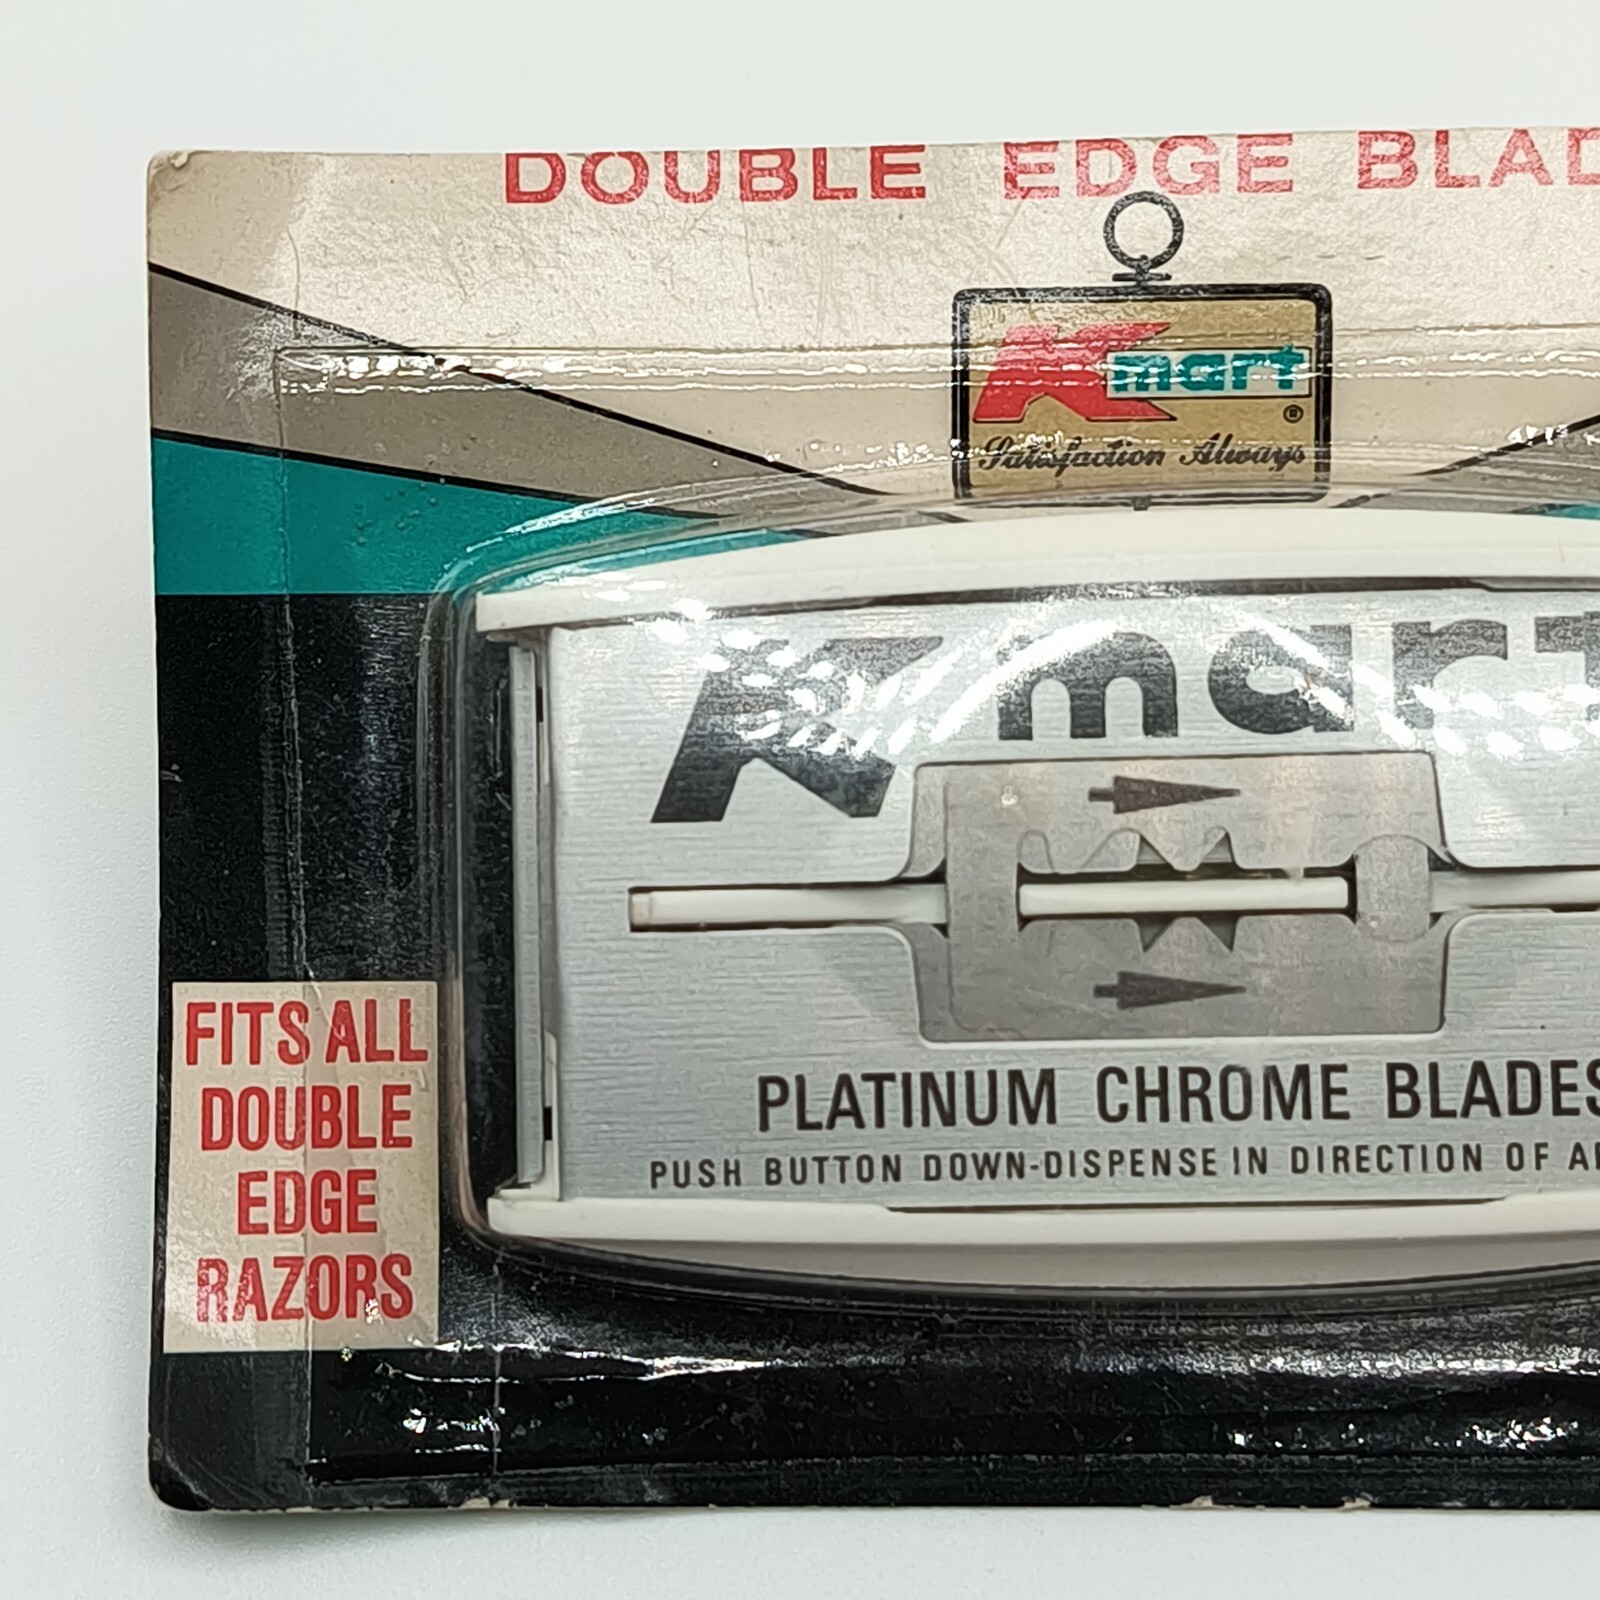 DOUBLE EDGE BLAD
Kmart
®
Satisfaction Always
Kmart
PLATINUM CHROME BLADES
PUSH BUTTON DOWN-DISPENSE IN DIRECTION OF
FITS ALL
DOUBLE
EDGE
RAZORS